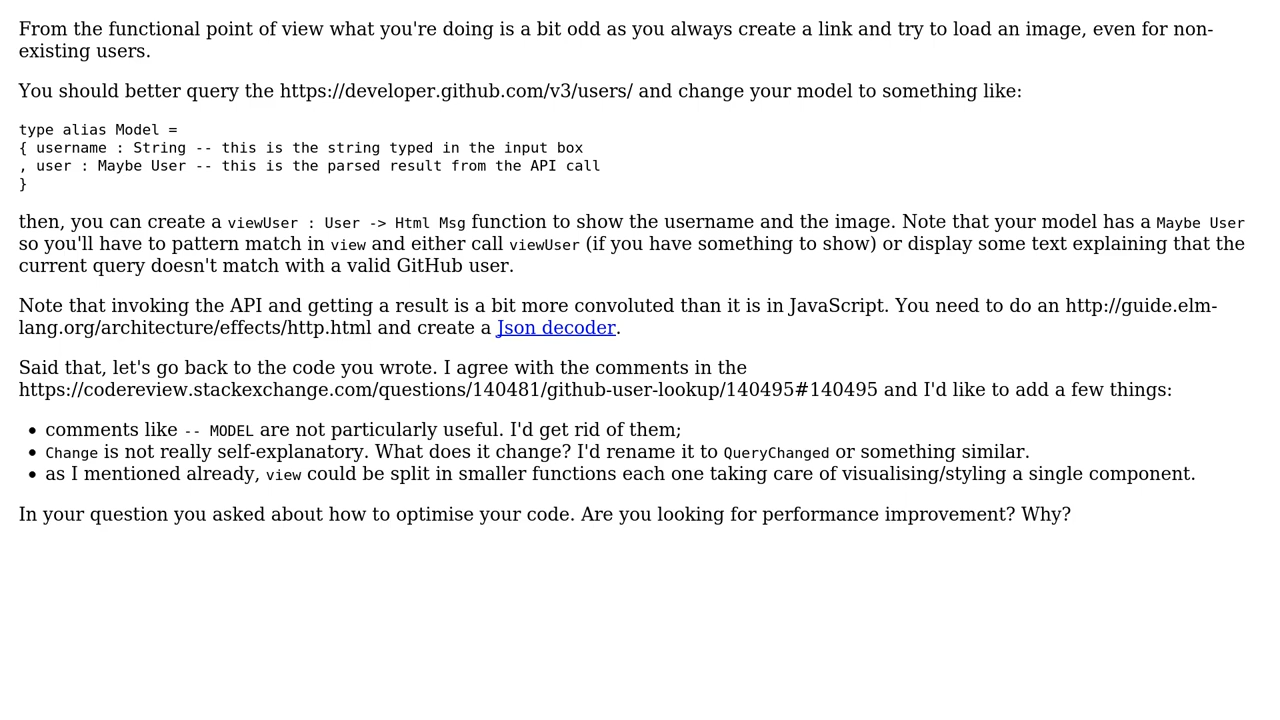 From the functional point of view what you're doing is a bit odd as you always create a link and try to load an image, even for non-
existing users.
You should better query the https://developer.github.com/v3/users/ and change your model to something like:
type alias Model =
{ username : String -- this is the string typed in the input box
, user : Maybe User -- this is the parsed result from the API call
}
then, you can create a viewUser : User -> Html Msg function to show the username and the image. Note that your model has a Maybe User
so you'll have to pattern match in view and either call viewUser (if you have something to show) or display some text explaining that the
current query doesn't match with a valid GitHub user.
Note that invoking the API and getting a result is a bit more convoluted than it is in JavaScript. You need to do an http://guide.elm-
lang.org/architecture/effects/http.html and create a Json decoder.
Said that, let's go back to the code you wrote. I agree with the comments in the
https://codereview.stackexchange.com/questions/140481/github-user-lookup/140495#140495 and I'd like to add a few things:
• comments like -- MODEL are not particularly useful. I'd get rid of them;
• Change is not really self-explanatory. What does it change? I'd rename it to QueryChanged or something similar.
• as I mentioned already, view could be split in smaller functions each one taking care of visualising/styling a single component.
In your question you asked about how to optimise your code. Are you looking for performance improvement? Why?